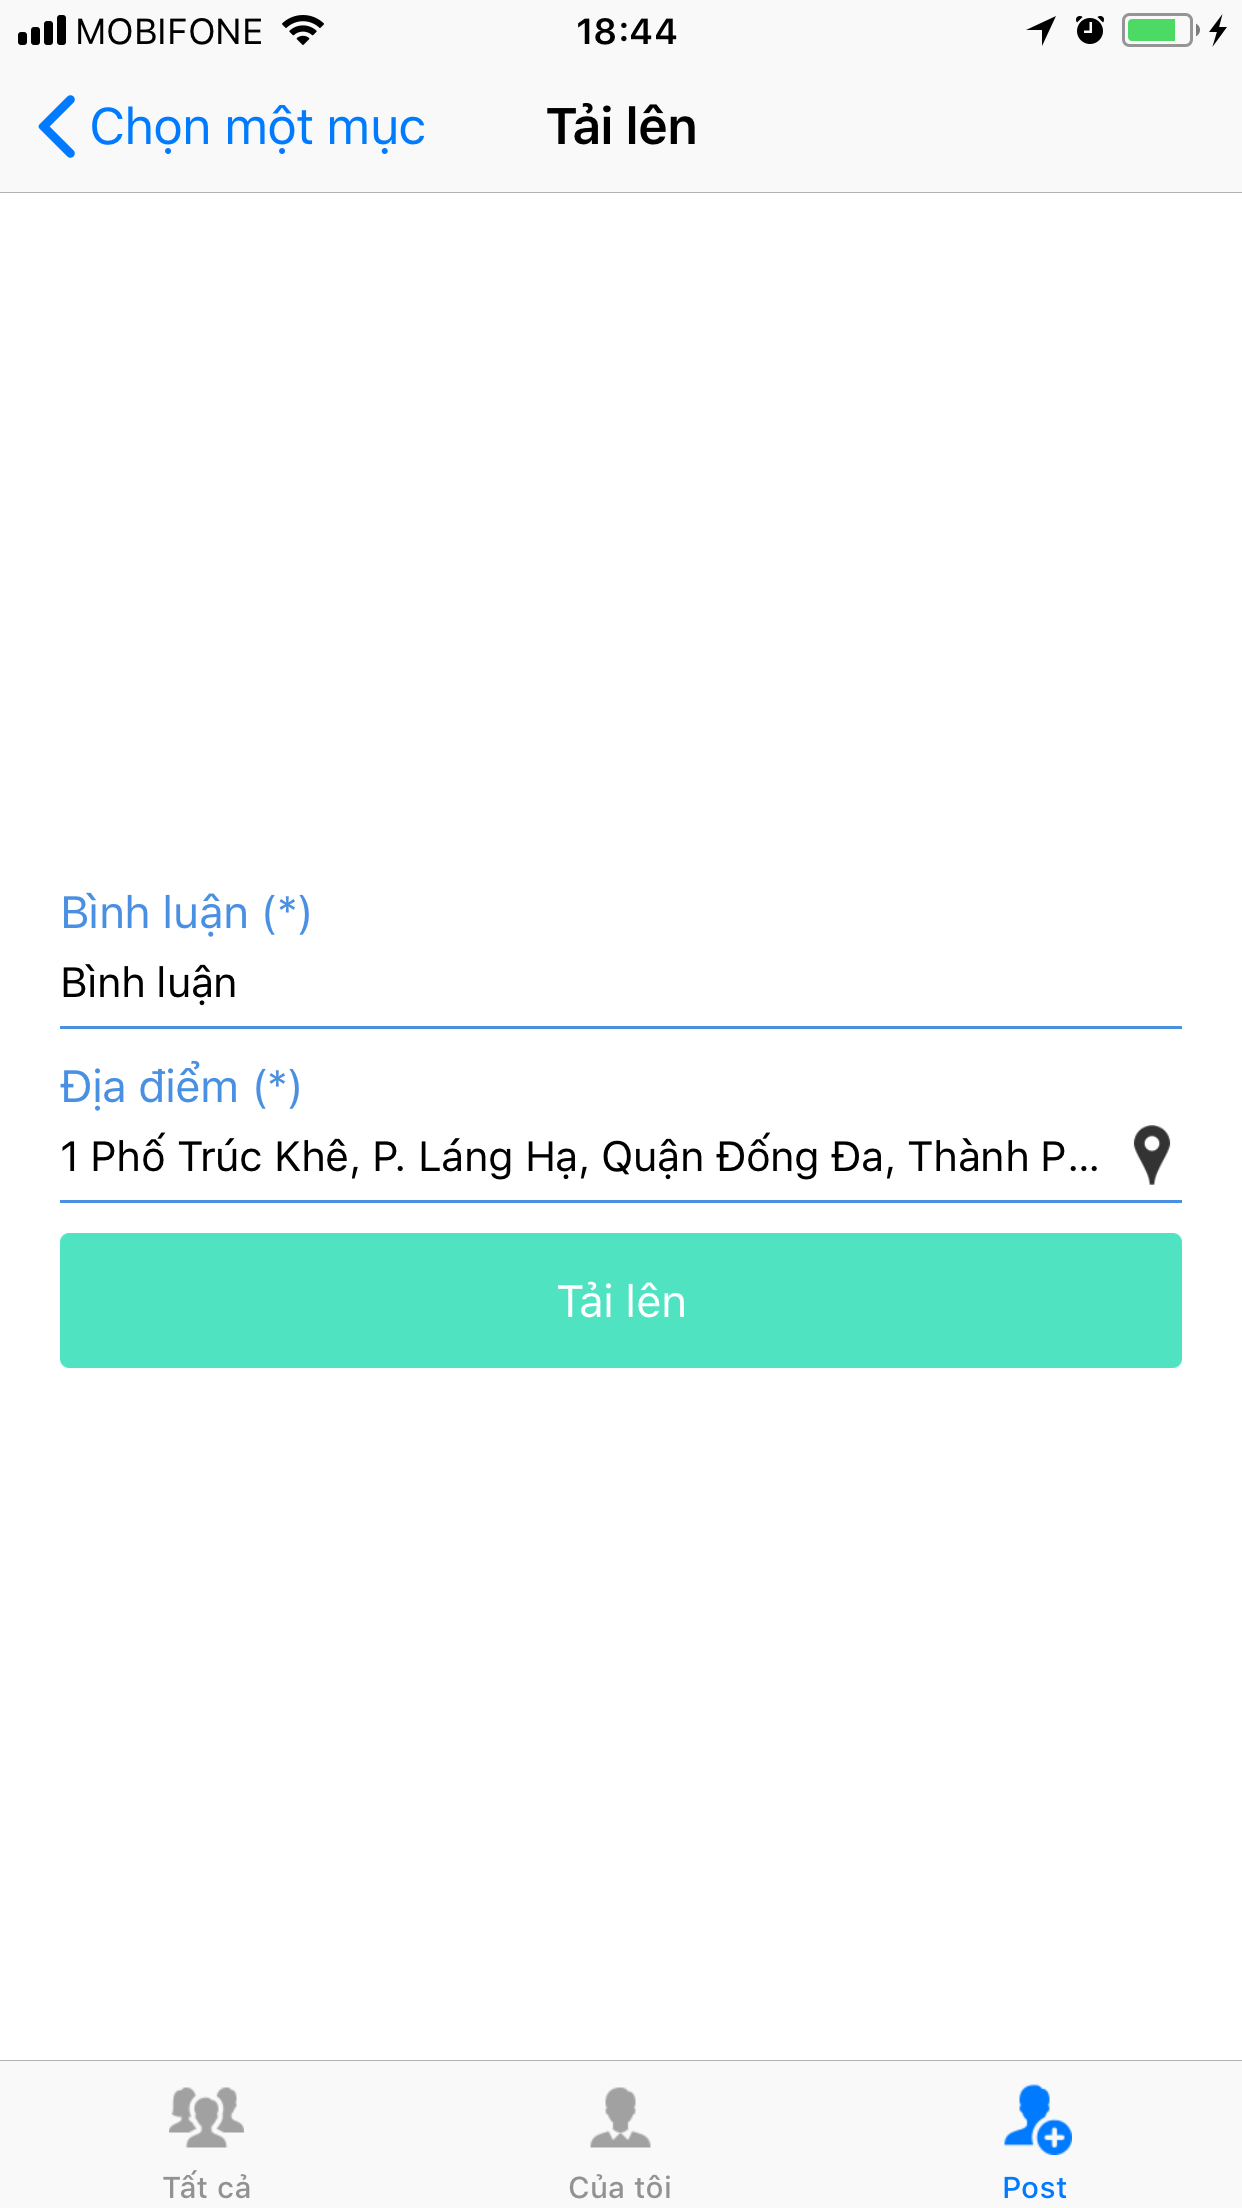 MOBIFONE 18:44
Chọn một mục Tải lên
Bình luận (*)
Bình luận
Địa điểm (*)
1 Phố Trúc Khê, P. Láng Hạ, Quận Đống Đa, Thành P...
Tải lên
Tất cả Của tôi Post